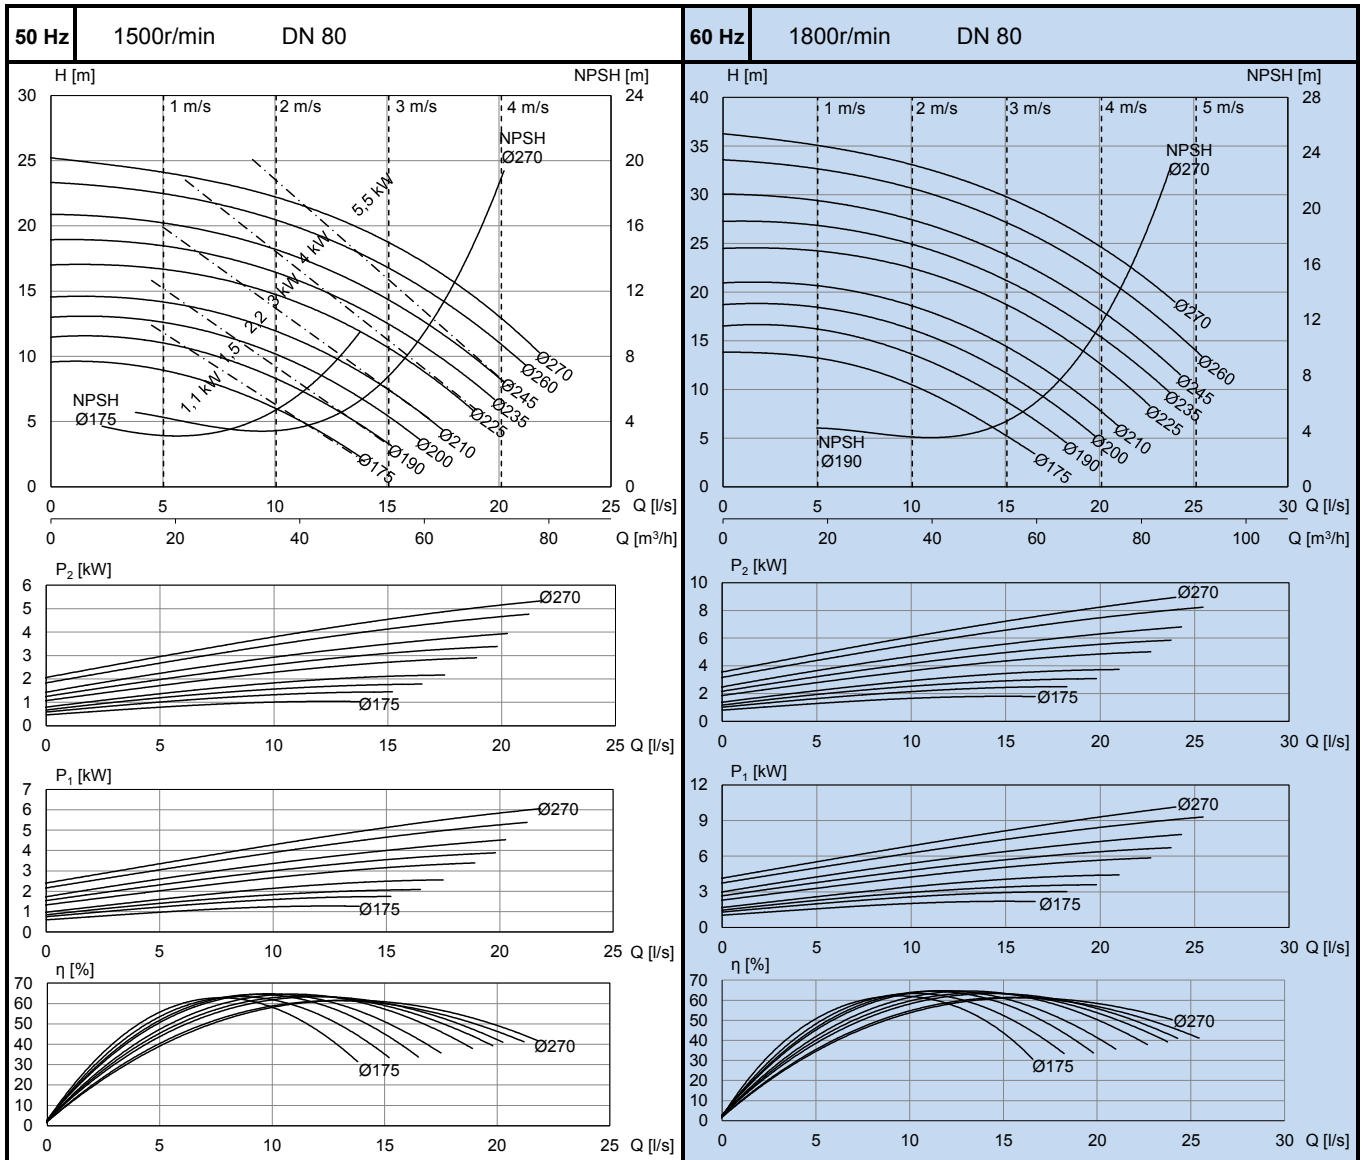 50 Hz 1500r/min DN 80
H [m] NPSH [m]
30 24
1 m/s 2 m/s 3 m/s 4 m/s
NPSH
Ø270
25 20
5,5 kW
20 16
4 kW
15 12
3 kW
2,2
1,5
1,1 kW
10 8
Ø270
Ø260
Ø245
Ø235
Ø225
Ø210
Ø200
Ø190
Ø175
NPSH
Ø175
5 4
0 0
0 5 10 15 20 25 Q [l/s]
0 20 40 60 80 Q [m³/h]
P₂ [kW]
6
5
4
3
2
1
0
Ø270
Ø175
0 5 10 15 20 25 Q [l/s]
P₁ [kW]
7
6
5
4
3
2
1
0
Ø270
Ø175
0 5 10 15 20 25 Q [l/s]
η [%]
70
60
50
40
30
20
10
0
Ø270
Ø175
0 5 10 15 20 25 Q [l/s]
60 Hz 1800r/min DN 80
H [m] NPSH [m]
40 28
1 m/s 2 m/s 3 m/s 4 m/s 5 m/s
35 24
NPSH
Ø270
30 20
25 16
20 12
15 8
10 4
5 0
0
Ø270
Ø260
Ø245
Ø235
Ø225
Ø210
Ø200
Ø190
Ø175
NPSH
Ø190
0 5 10 15 20 25 30 Q [l/s]
0 20 40 60 80 100 Q [m³/h]
P₂ [kW]
10
8
6
4
2
0
Ø270
Ø175
0 5 10 15 20 25 30 Q [l/s]
P₁ [kW]
12
9
6
3
0
Ø270
Ø175
0 5 10 15 20 25 30 Q [l/s]
η [%]
70
60
50
40
30
20
10
0
Ø270
Ø175
0 5 10 15 20 25 30 Q [l/s]